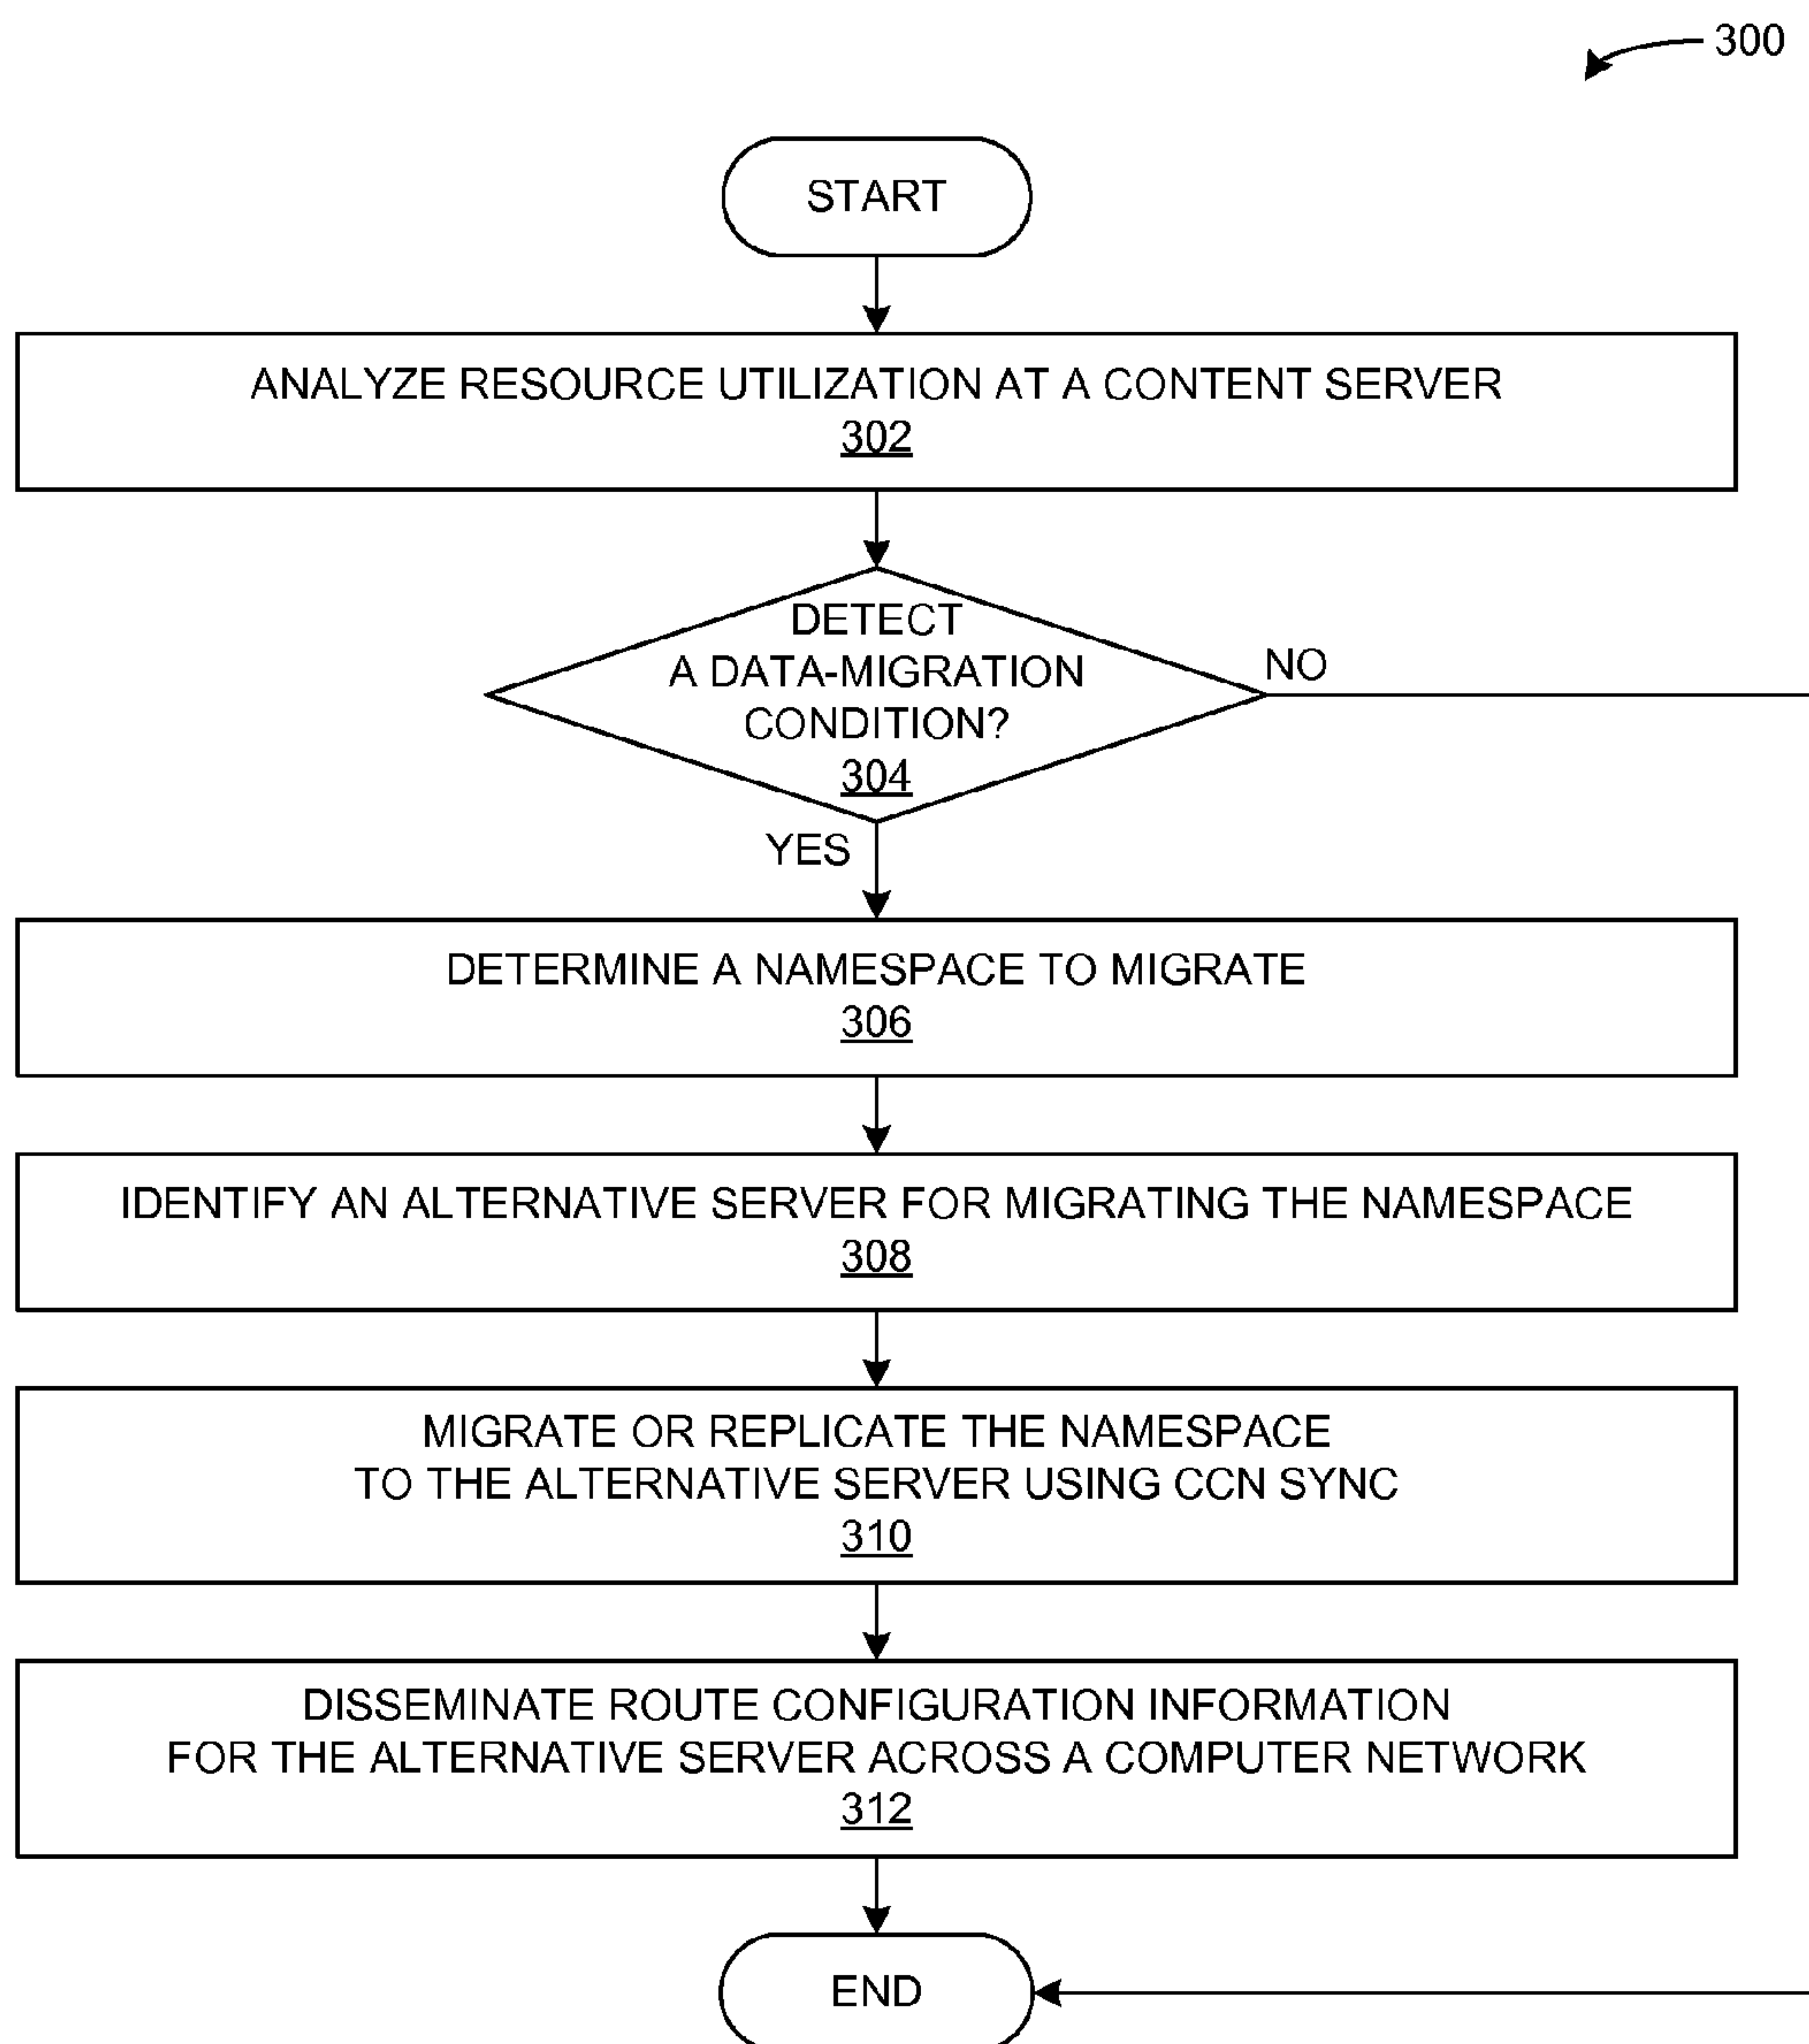 300
START
ANALYZE RESOURCE UTILIZATION AT A CONTENT SERVER
302
DETECT
A DATA-MIGRATION
CONDITION?
304
NO
YES
DETERMINE A NAMESPACE TO MIGRATE
306
IDENTIFY AN ALTERNATIVE SERVER FOR MIGRATING THE NAMESPACE
308
MIGRATE OR REPLICATE THE NAMESPACE
TO THE ALTERNATIVE SERVER USING CCN SYNC
310
DISSEMINATE ROUTE CONFIGURATION INFORMATION
FOR THE ALTERNATIVE SERVER ACROSS A COMPUTER NETWORK
312
END